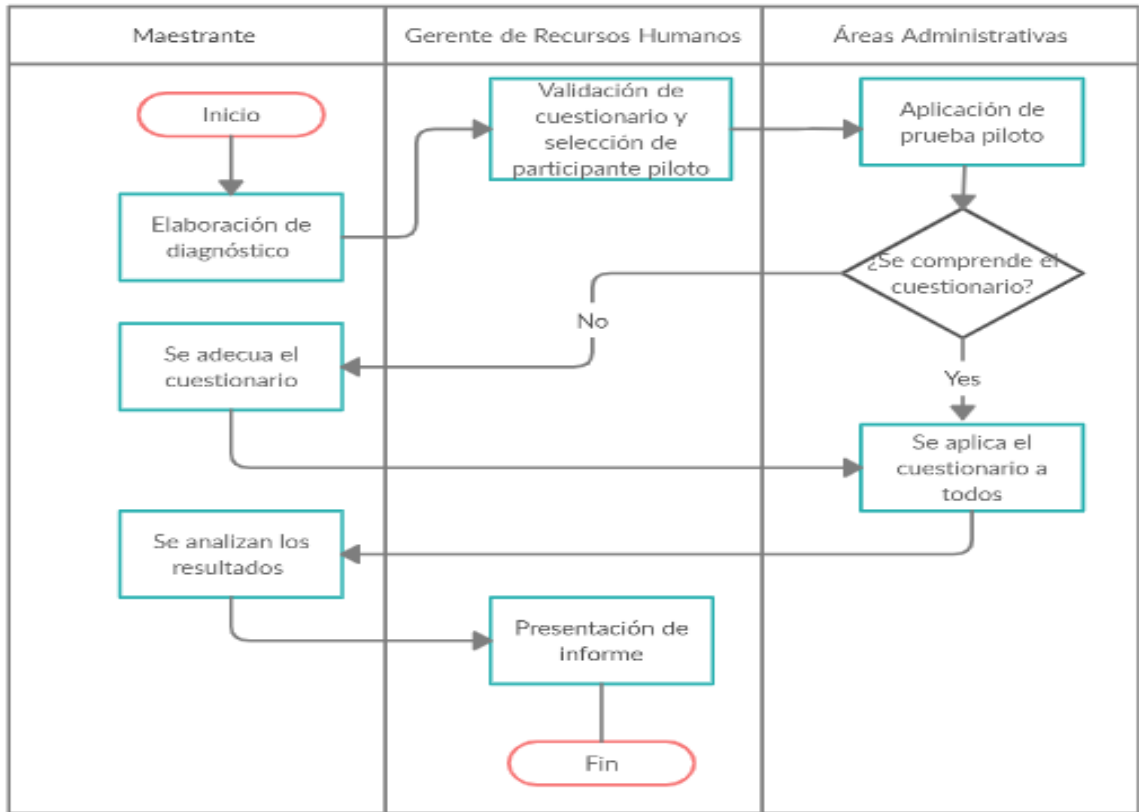 Maestrante
Gerente de Recursos Humanos
Áreas Administrativas
Inicio
Validación de
cuestionario y
selección de
participante piloto
Aplicación de
prueba piloto
Elaboración de
diagnóstico
¿Se comprende el
cuestionario?
No
Se adecua el
cuestionario
Yes
Se aplica el
cuestionario a
todos
Se analizan los
resultados
Presentación de
informe
Fin